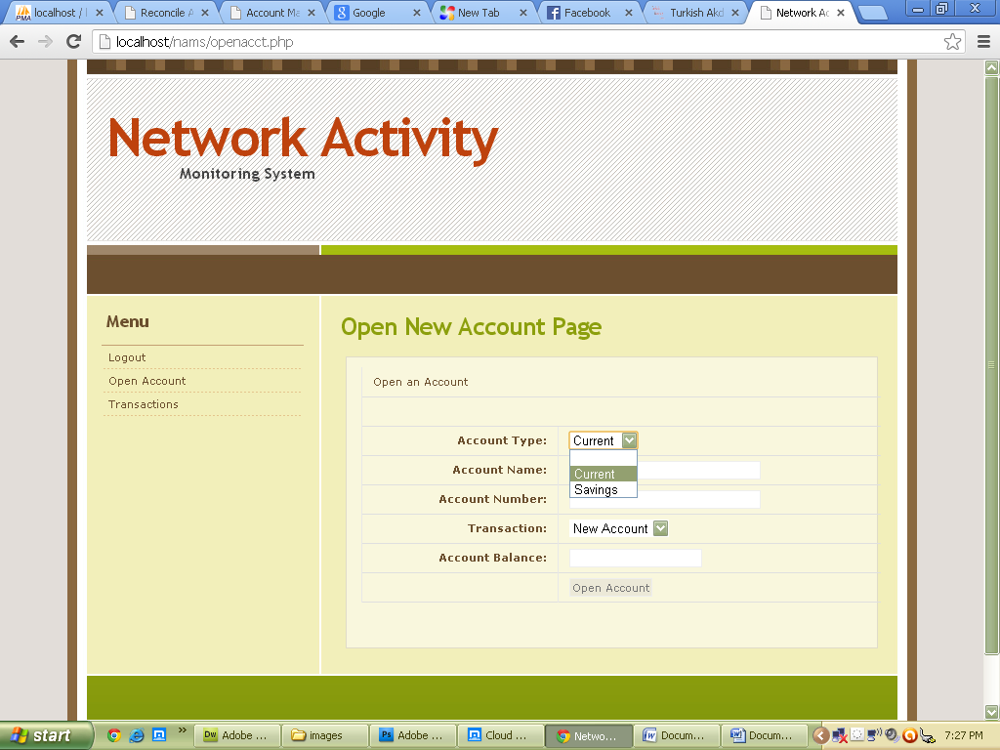 localhost / l
Reconcile A
Account Ma
Google
New Tab
Facebook
Turkish Akd
Network Ac
localhost/nams/openacct.php
Network Activity
Monitoring System
Menu
Logout
Open Account
Transactions
Open New Account Page
Open an Account
Account Type:
Current
Current
Savings
Account Name:
Account Number:
Transaction:
New Account
Account Balance:
Open Account
start
Adobe ...
images
Adobe ...
Cloud ...
Netwo...
Docum...
Docum...
7:27 PM